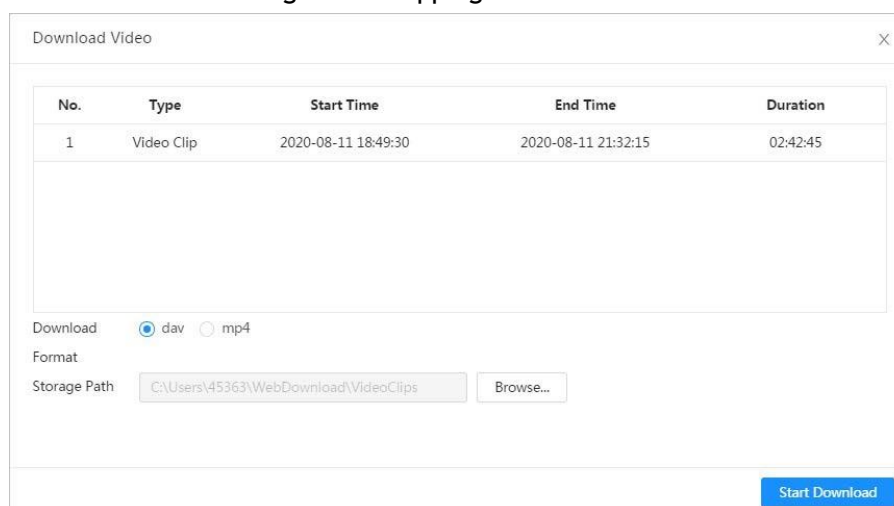 Download Video
No. Type Start Time End Time Duration
1 Video Clip 2020-08-11 18:49:30 2020-08-11 21:32:15 02:42:45
Download dav mp4
Format
Storage Path C:\Users\45363\WebDownload\VideoClips Browse...
Start Download